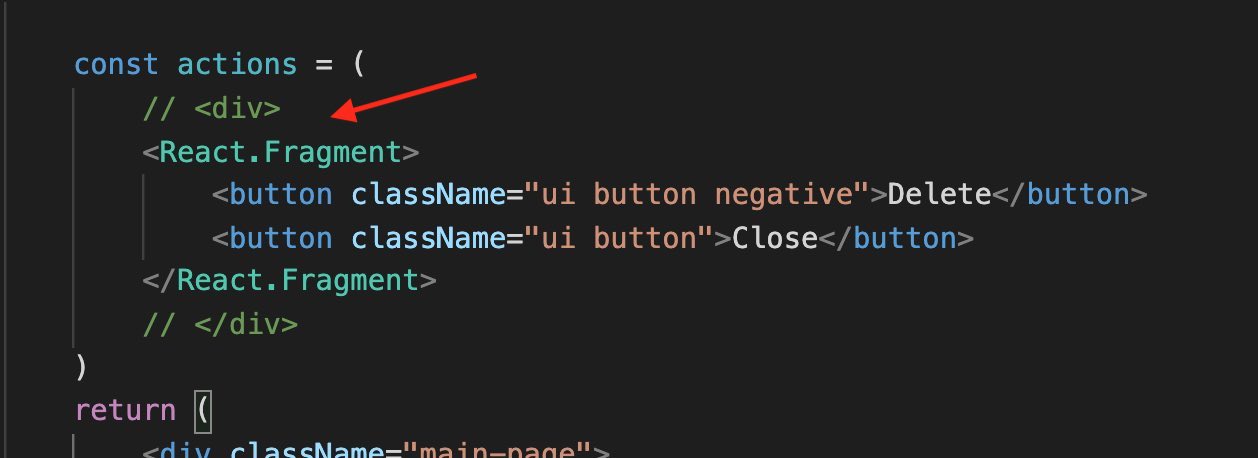 const actions = (
// <div>
<React.Fragment>
<button className="ui button negative">Delete</button>
<button className="ui button">Close</button>
</React.Fragment>
// </div>
)
return (
<div className="main-page">